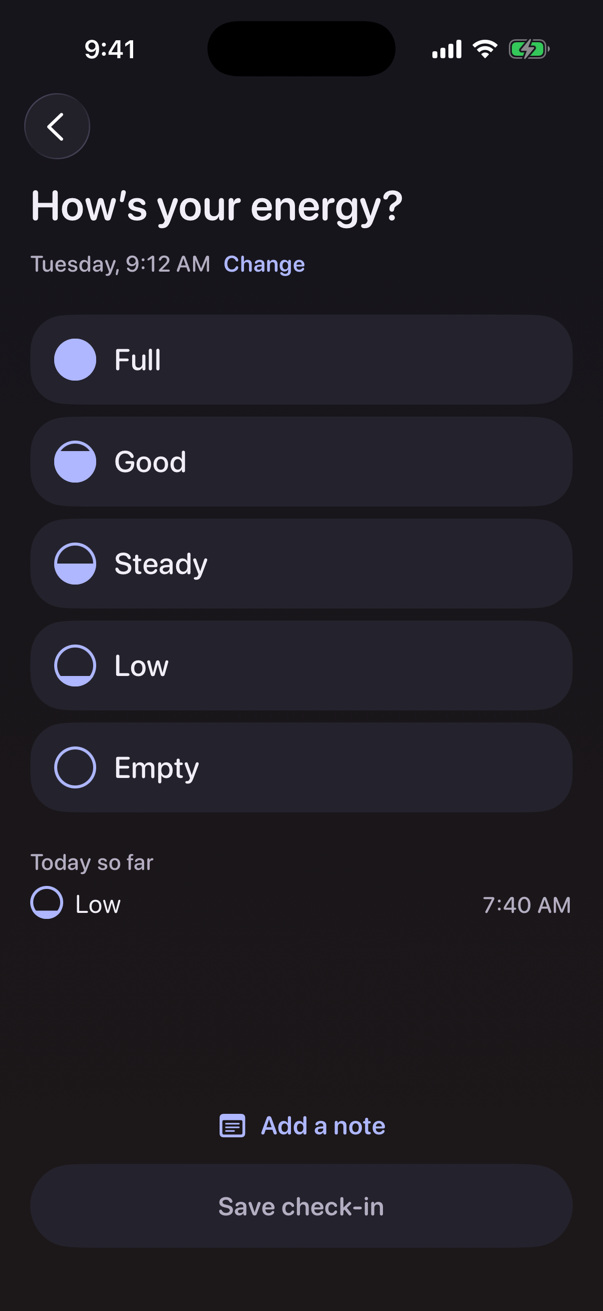 9:41
How's your energy?
Tuesday, 9:12 AM Change
Full
Good
Steady
Low
Empty
Today so far
Low 7:40 AM
Add a note
Save check-in